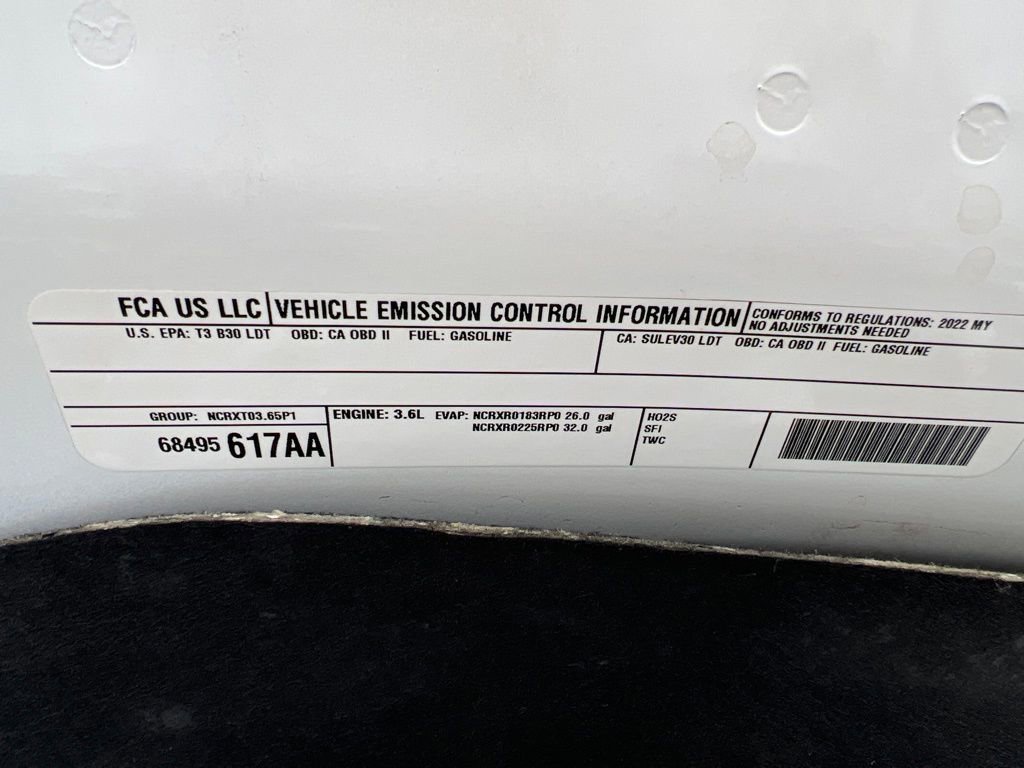 FCA US LLC VEHICLE EMISSION CONTROL INFORMATION
CONFORMS TO REGULATIONS: 2022 MY
NO ADJUSTMENTS NEEDED
U.S. EPA: T3 B30 LDT OBD: CA OBD II FUEL: GASOLINE
CA: SULEV30 LDT OBD: CA OBD II FUEL: GASOLINE
GROUP: NCRXT03.65P1
68495 617AA
ENGINE: 3.6L EVAP: NCRXR0183RP0 26.0 gal
NCRXR0225RP0 32.0 gal
HO2S
SFI
TWC